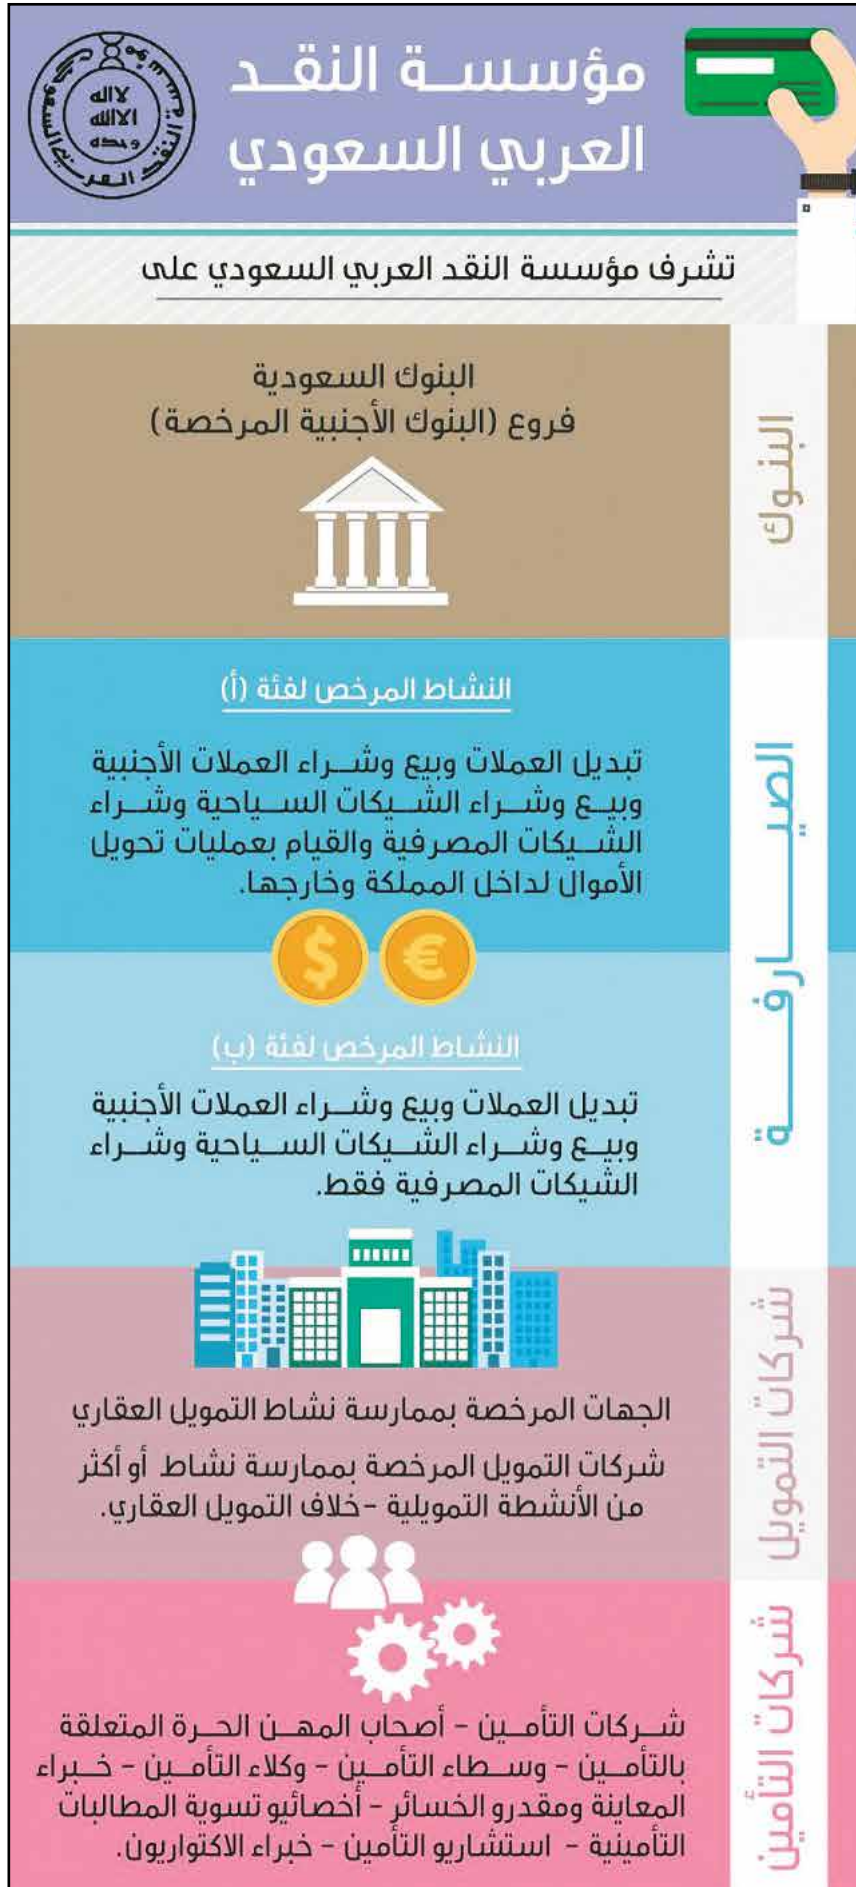 مؤسسة النقد
العربي السعودي
لا اله
الا الله
وحده
تشرف مؤسسة النقد العربي السعودي على
البنوك
البنوك السعودية
فروع (البنوك الأجنبية المرخصة)
الصيارفة
النشاط المرخص لفئة (أ)
تبديل العملات وبيع وشراء العملات الأجنبية
وبيع وشراء الشيكات السياحية وشراء
الشيكات المصرفية والقيام بعمليات تحويل
الأموال لداخل المملكة وخارجها.
$ €
النشاط المرخص لفئة (ب)
تبديل العملات وبيع وشراء العملات الأجنبية
وبيع وشراء الشيكات السياحية وشراء
الشيكات المصرفية فقط.
شركات التمويل
الجهات المرخصة بممارسة نشاط التمويل العقاري
شركات التمويل المرخصة بممارسة نشاط أو أكثر
من الأنشطة التمويلية -خلاف التمويل العقاري.
شركات التأمين
شركات التأمين - أصحاب المهن الحرة المتعلقة
بالتأمين - وسطاء التأمين - وكلاء التأمين - خبراء
المعاينة ومقدرو الخسائر - أخصائيو تسوية المطالبات
التأمينية - استشاريو التأمين - خبراء الاكتواريون.